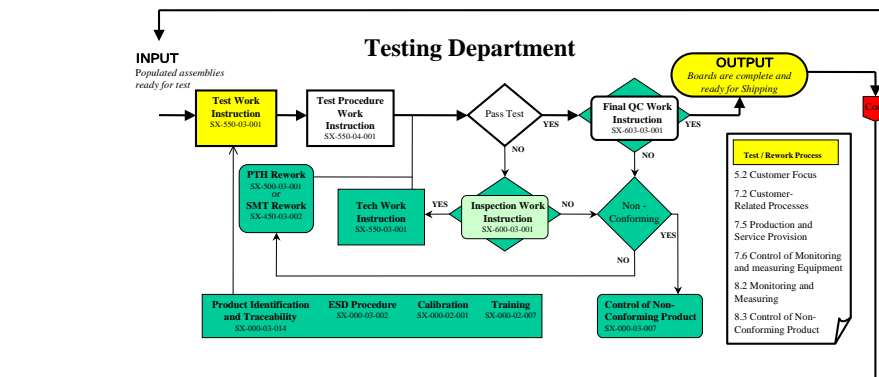 Testing Department
INPUT
Populated assemblies
ready for test
OUTPUT
Boards are complete and
ready for Shipping
Test Work
Instruction
SX-550-03-001
Test Procedure
Work
Instruction
SX-550-04-001
Pass Test
YES
NO
Final QC Work
Instruction
SX-603-03-001
YES
NO
PTH Rework
SX-500-03-001
or
SMT Rework
SX-450-03-002
Tech Work
Instruction
SX-550-03-001
YES
Inspection Work
Instruction
SX-600-03-001
NO
Non -
Conforming
YES
NO
Product Identification
and Traceability
SX-000-03-014
ESD Procedure
SX-000-03-002
Calibration
SX-000-02-001
Training
SX-000-02-007
Control of Non-
Conforming Product
SX-000-03-007
Test / Rework Process
5.2 Customer Focus
7.2 Customer-
Related Processes
7.5 Production and
Service Provision
7.6 Control of Monitoring
and measuring Equipment
8.2 Monitoring and
Measuring
8.3 Control of Non-
Conforming Product